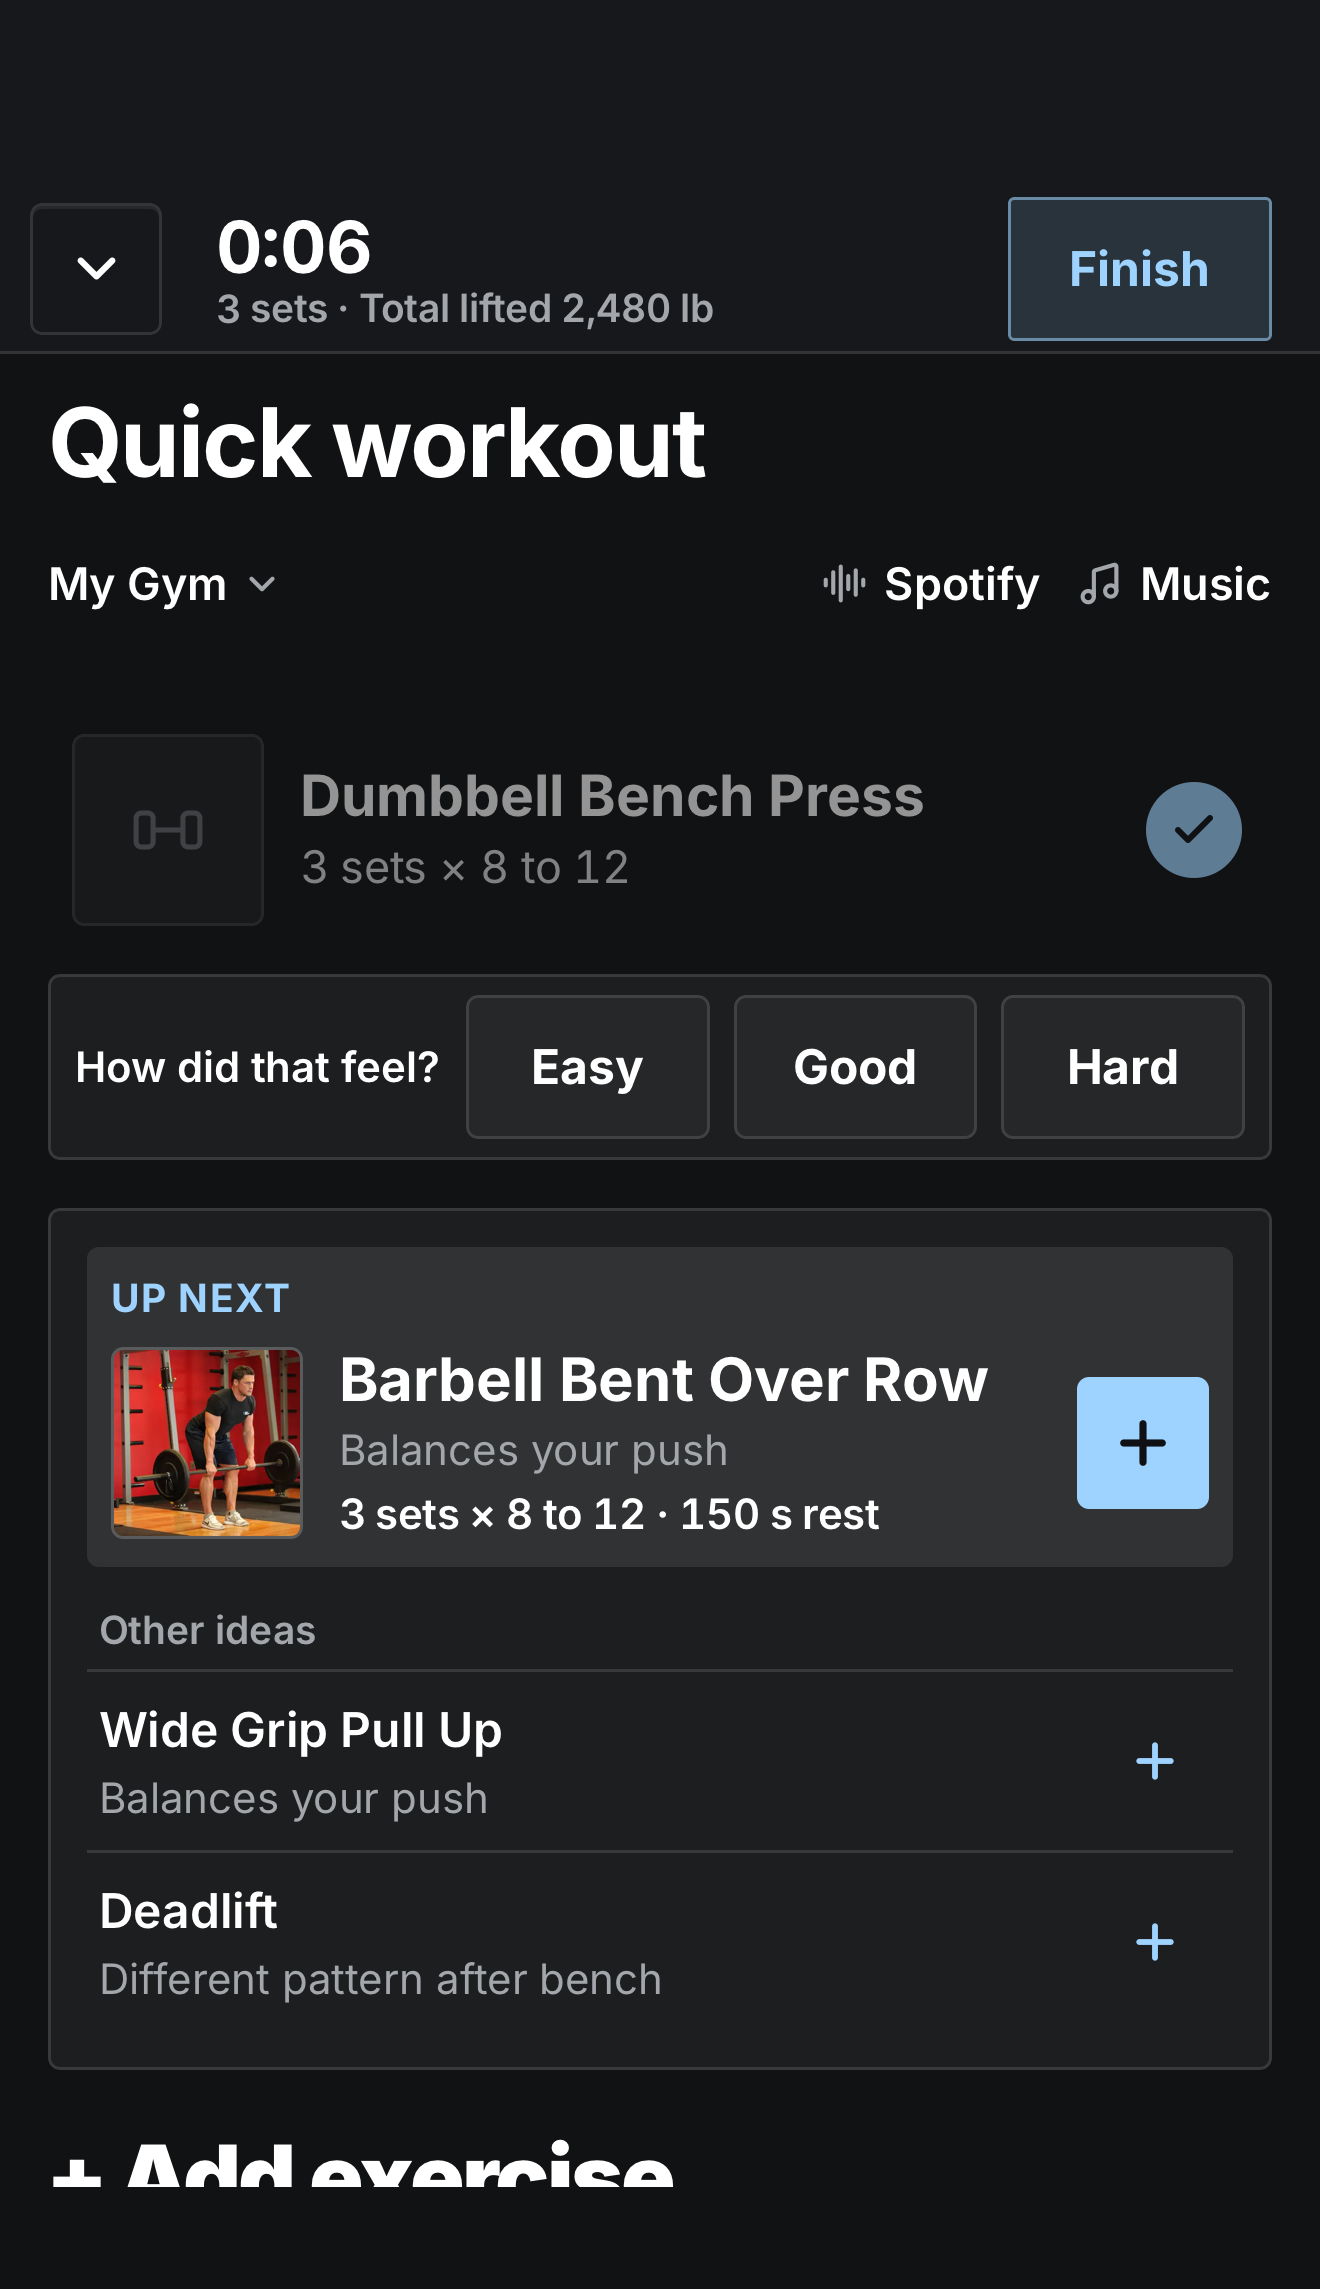 0:06
3 sets · Total lifted 2,480 lb
Finish
Quick workout
My Gym
Spotify
Music
Dumbbell Bench Press
3 sets × 8 to 12
How did that feel?
Easy
Good
Hard
UP NEXT
Barbell Bent Over Row
Balances your push
3 sets × 8 to 12 · 150 s rest
Other ideas
Wide Grip Pull Up
Balances your push
Deadlift
Different pattern after bench
+ Add exercise